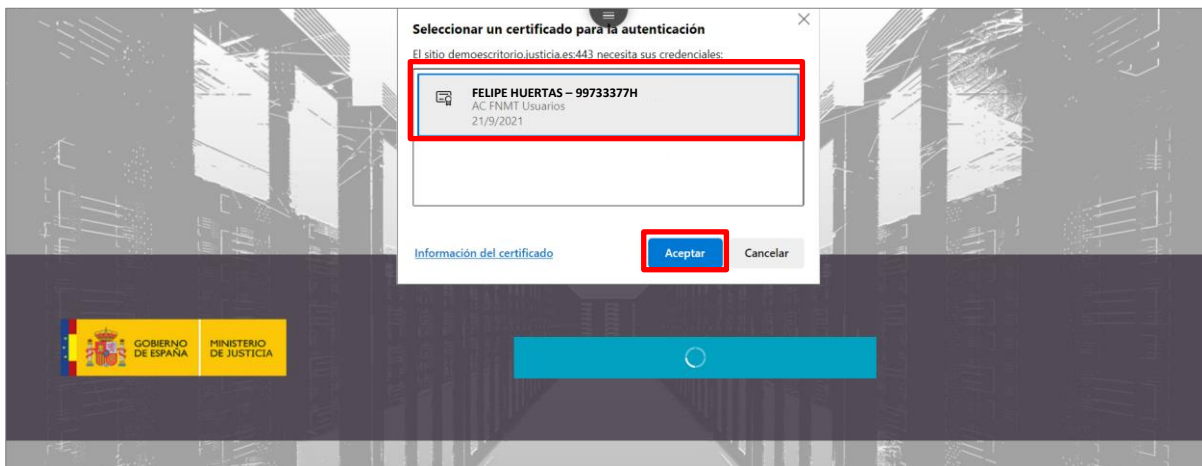 Seleccionar un certificado para la autenticación
El sitio demoescritorio.justicia.es:443 necesita sus credenciales:
FELIPE HUERTAS – 99733377H
AC FNMT Usuarios
21/9/2021
Información del certificado
Aceptar
Cancelar
GOBIERNO
DE ESPAÑA
MINISTERIO
DE JUSTICIA